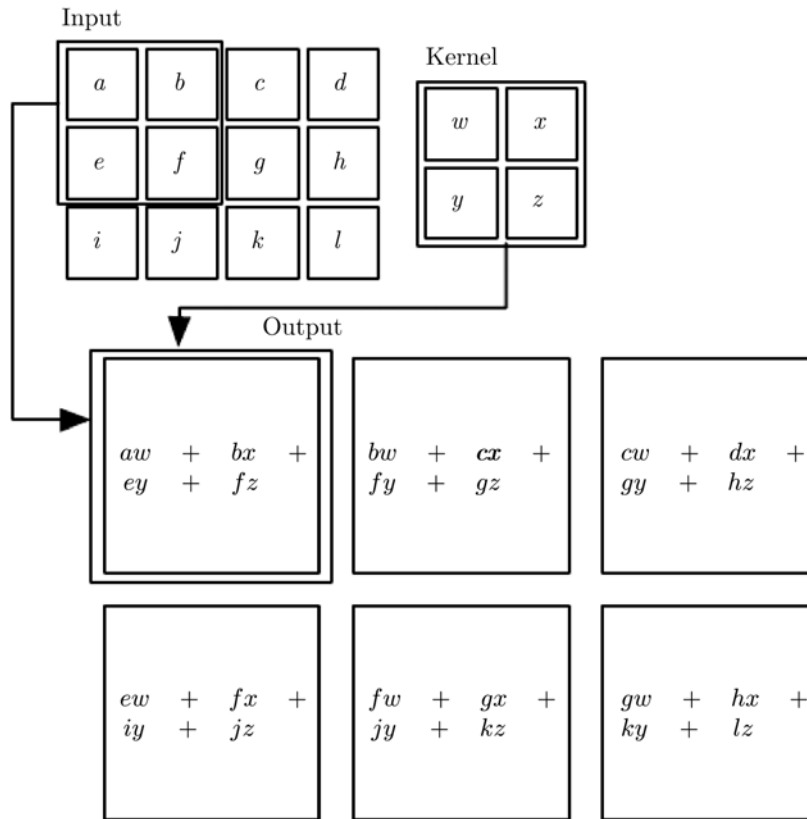 Input
a b c d
e f g h
i j k l
Kernel
w x
y z
Output
aw + bx +
ey + fz
bw + cx +
fy + gz
cw + dx +
gy + hz
ew + fx +
iy + jz
fw + gx +
jy + kz
gw + hx +
ky + lz